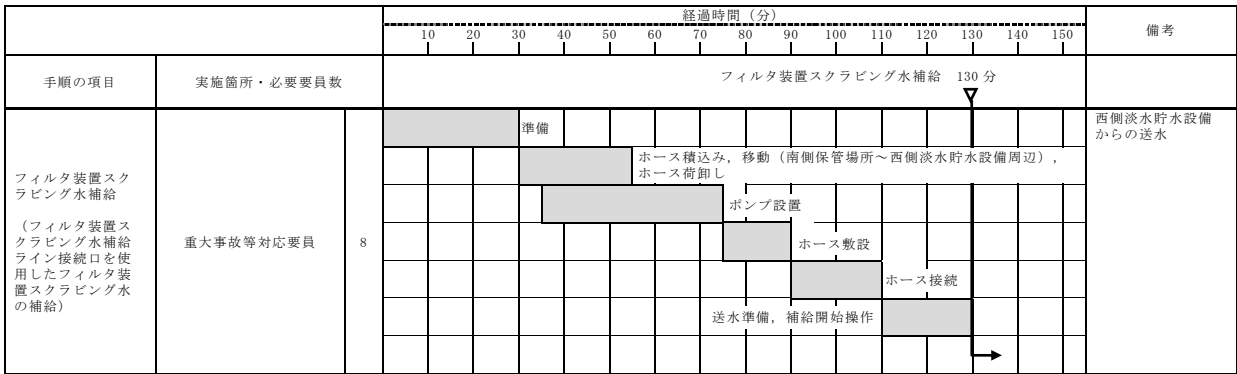 経過時間（分）
備考
10 20 30 40 50 60 70 80 90 100 110 120 130 140 150
手順の項目
実施箇所・必要要員数
フィルタ装置スクラビング水補給 130 分
フィルタ装置スク
ラビング水補給
（フィルタ装置ス
クラビング水補給
ライン接続口を使
用したフィルタ装
置スクラビング水
の補給）
重大事故等対応要員
8
準備
ホース積込み，移動（南側保管場所～西側淡水貯水設備周辺），
ホース荷卸し
ポンプ設置
ホース敷設
ホース接続
送水準備，補給開始操作
西側淡水貯水設備
からの送水